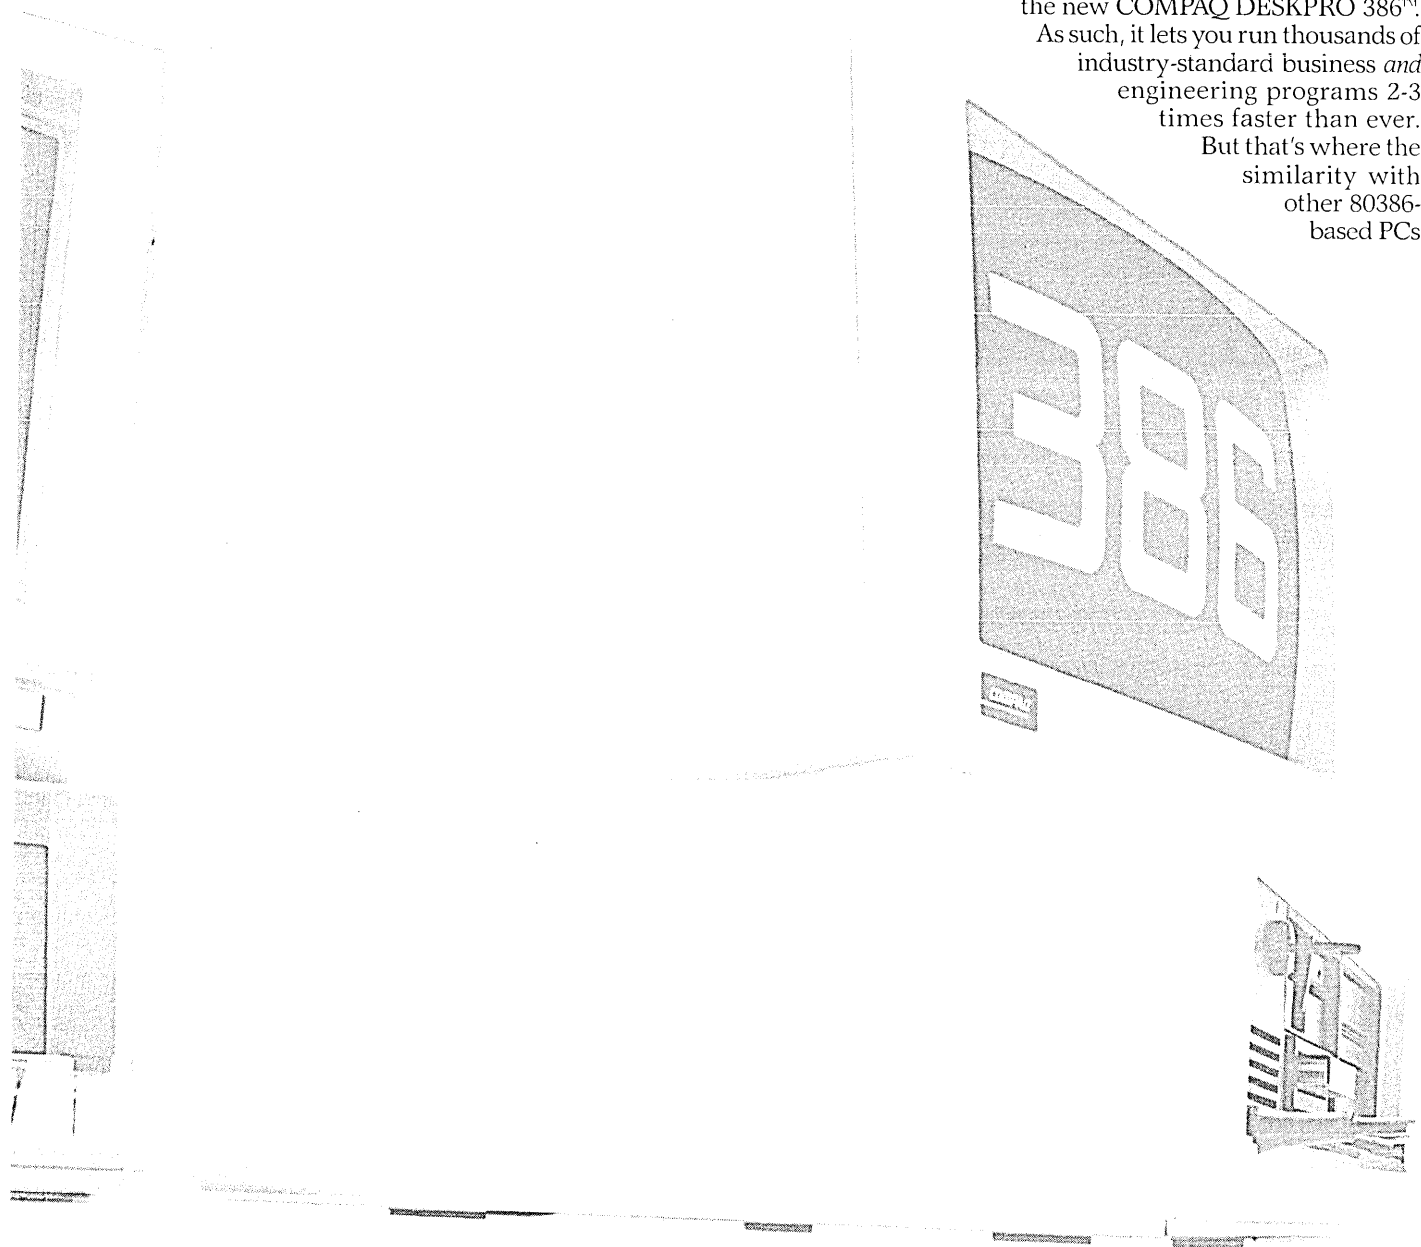 the new COMPAQ DESKPRO 386™.
As such, it lets you run thousands of
industry-standard business and
engineering programs 2-3
times faster than ever.
But that's where the
similarity with
other 80386-
based PCs
386